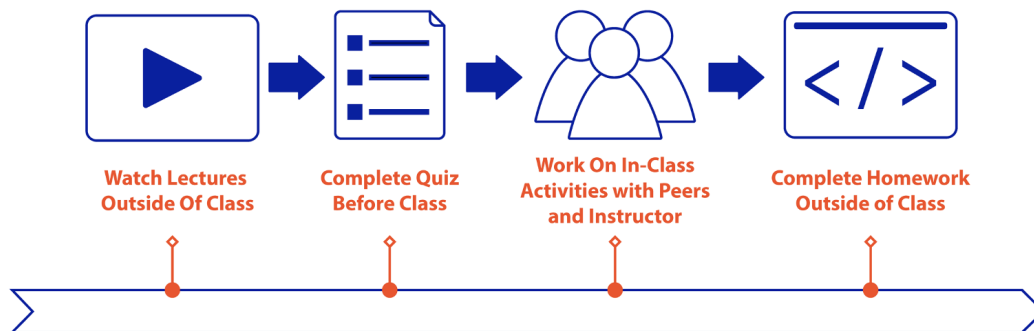 </>
Watch Lectures
Outside Of Class
Complete Quiz
Before Class
Work On In-Class
Activities with Peers
and Instructor
Complete Homework
Outside of Class